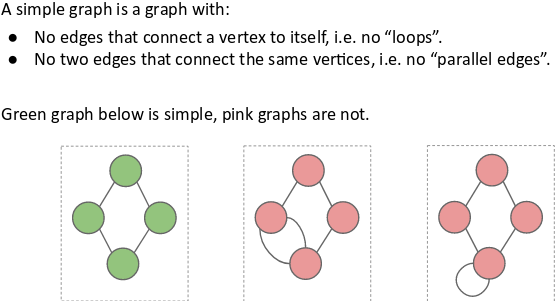 A simple graph is a graph with:
● No edges that connect a vertex to itself, i.e. no “loops”.
● No two edges that connect the same vertices, i.e. no “parallel edges”.
Green graph below is simple, pink graphs are not.